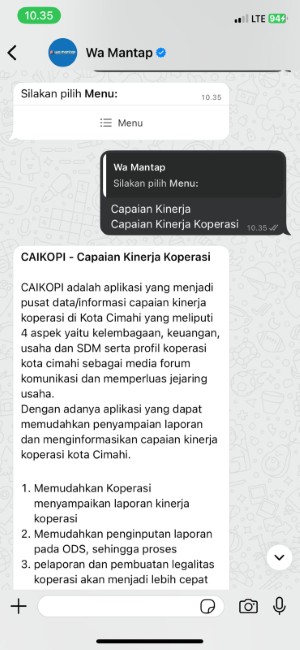 10.35
LTE 94
Wa Mantap
Silakan pilih Menu:
10.35
Menu
Wa Mantap
Silakan pilih Menu:
Capaian Kinerja
Capaian Kinerja Koperasi 10.35
CAIKOPI - Capaian Kinerja Koperasi
CAIKOPI adalah aplikasi yang menjadi
pusat data/informasi capaian kinerja
koperasi di Kota Cimahi yang meliputi
4 aspek yaitu kelembagaan, keuangan,
usaha dan SDM serta profil koperasi
kota cimahi sebagai media forum
komunikasi dan memperluas jejaring
usaha.
Dengan adanya aplikasi yang dapat
memudahkan penyampaian laporan
dan menginformasikan capaian kinerja
koperasi kota Cimahi.
1. Memudahkan Koperasi
menyampaikan laporan kinerja
koperasi
2. Memudahkan penginputan laporan
pada ODS, sehingga proses
3. pelaporan dan pembuatan legalitas
koperasi akan menjadi lebih cepat